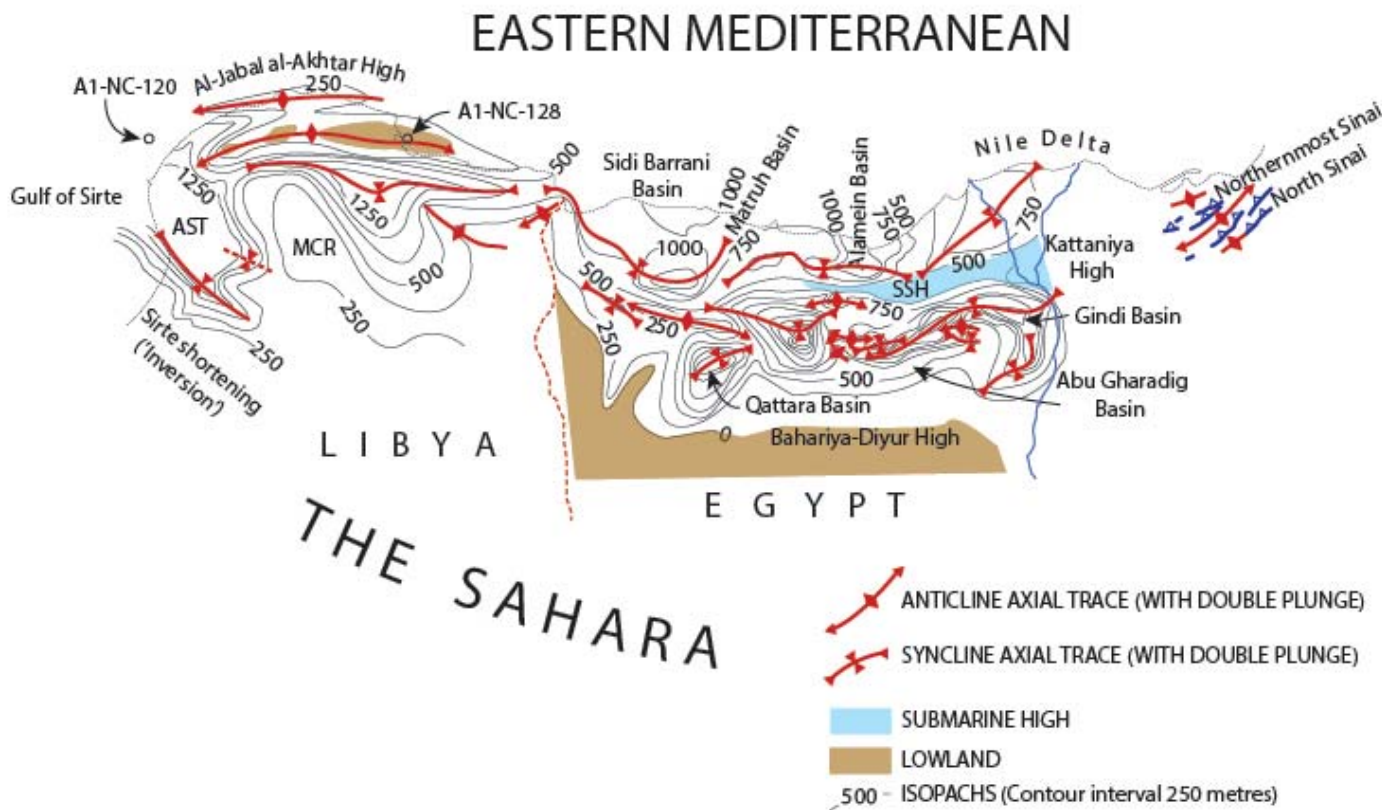 EASTERN MEDITERRANEAN
Al-Jabal al-Akhtar High
A1-NC-120
250
A1-NC-128
Nile Delta
Northernmost Sinai
North Sinai
Sidi Barrani
Basin
1000
Matruh Basin
Alamein Basin
1000
500
750
500
1250
Gulf of Sirte
AST
MCR
1250
500
1000
750
750
500
Kattaniya
High
SSH
500
250
250
250
750
Gindi Basin
250
Sirte shortening
('Inversion')
250
500
Abu Gharadig
Basin
Qattara Basin
0
Bahariya-Diyur High
LIBYA
EGYPT
THE SAHARA
ANTICLINE AXIAL TRACE (WITH DOUBLE PLUNGE)
SYNCLINE AXIAL TRACE (WITH DOUBLE PLUNGE)
SUBMARINE HIGH
LOWLAND
500 ISOPACHS (Contour interval 250 metres)